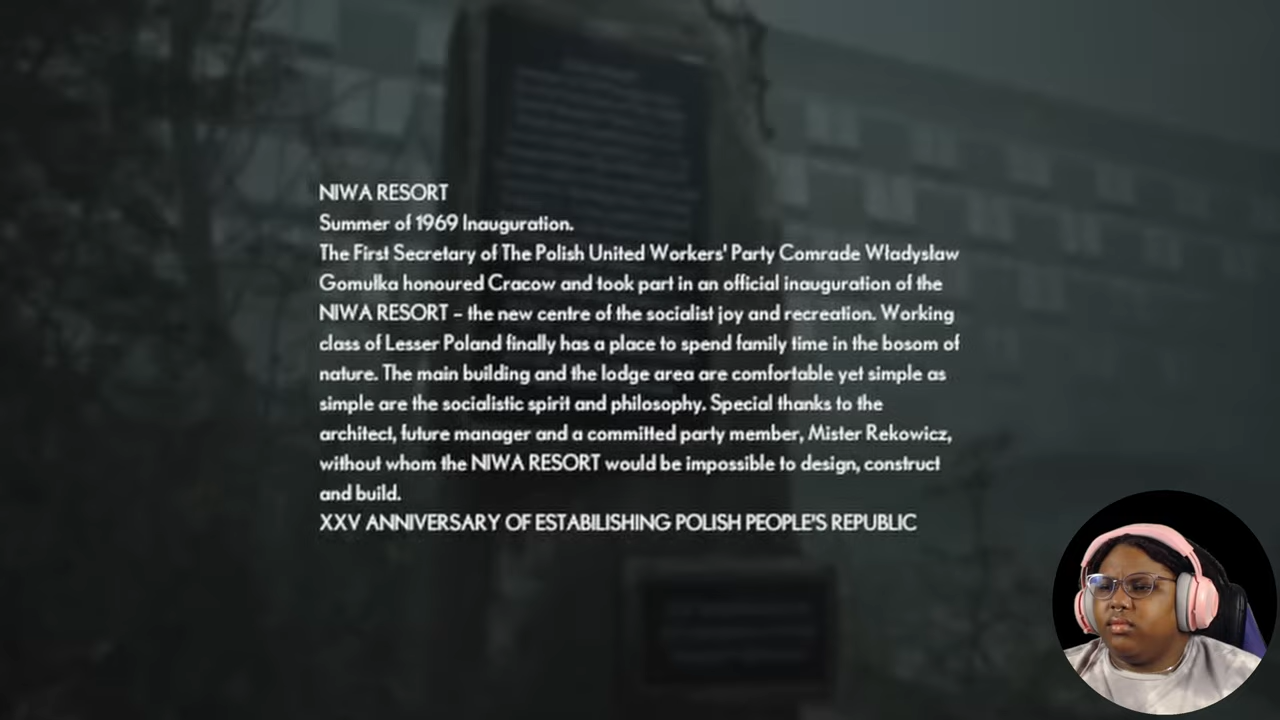 NIWA RESORT
Summer of 1969 Inauguration.
The First Secretary of The Polish United Workers' Party Comrade Wladyslaw
Gomulka honoured Cracow and took part in an official inauguration of the
NIWA RESORT – the new centre of the socialist joy and recreation. Working
class of Lesser Poland finally has a place to spend family time in the bosom of
nature. The main building and the lodge area are comfortable yet simple as
simple are the socialistic spirit and philosophy. Special thanks to the
architect, future manager and a committed party member, Mister Rekowicz,
without whom the NIWA RESORT would be impossible to design, construct
and build.
XXV ANNIVERSARY OF ESTABILISHING POLISH PEOPLE'S REPUBLIC